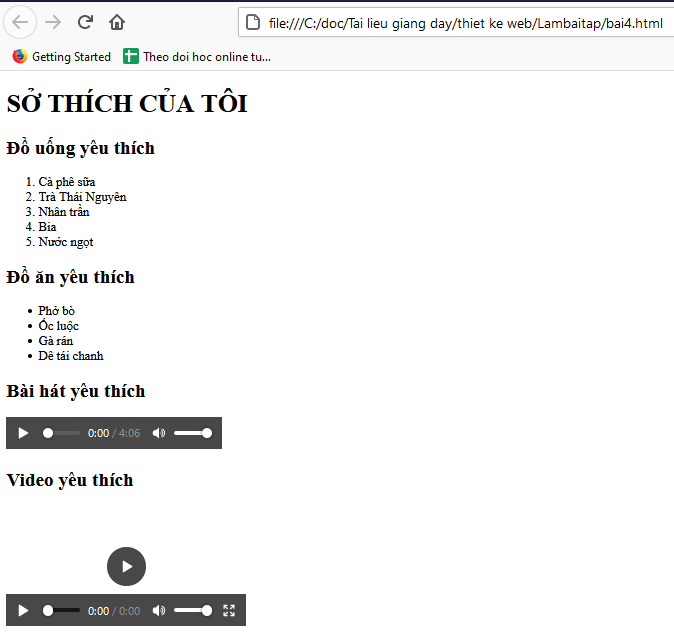 file:///C:/doc/Tai lieu giang day/thiet ke web/Lambaitap/bai4.html
Getting Started Theo doi hoc online tu...
SỞ THÍCH CỦA TÔI
Đồ uống yêu thích
1. Cà phê sữa
2. Trà Thái Nguyên
3. Nhân trần
4. Bia
5. Nước ngọt
Đồ ăn yêu thích
• Phở bò
• Ốc luộc
• Gà rán
• Dê tái chanh
Bài hát yêu thích
0:00 / 4:06
Video yêu thích
0:00 / 0:00